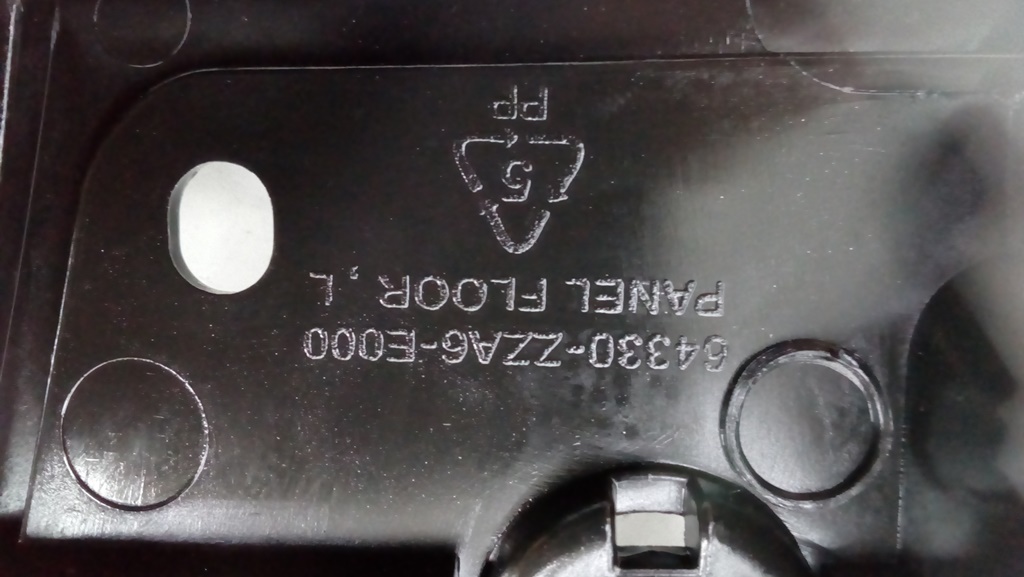 64330-ZZA6-E000
PANEL FLOOR , L
5
PP